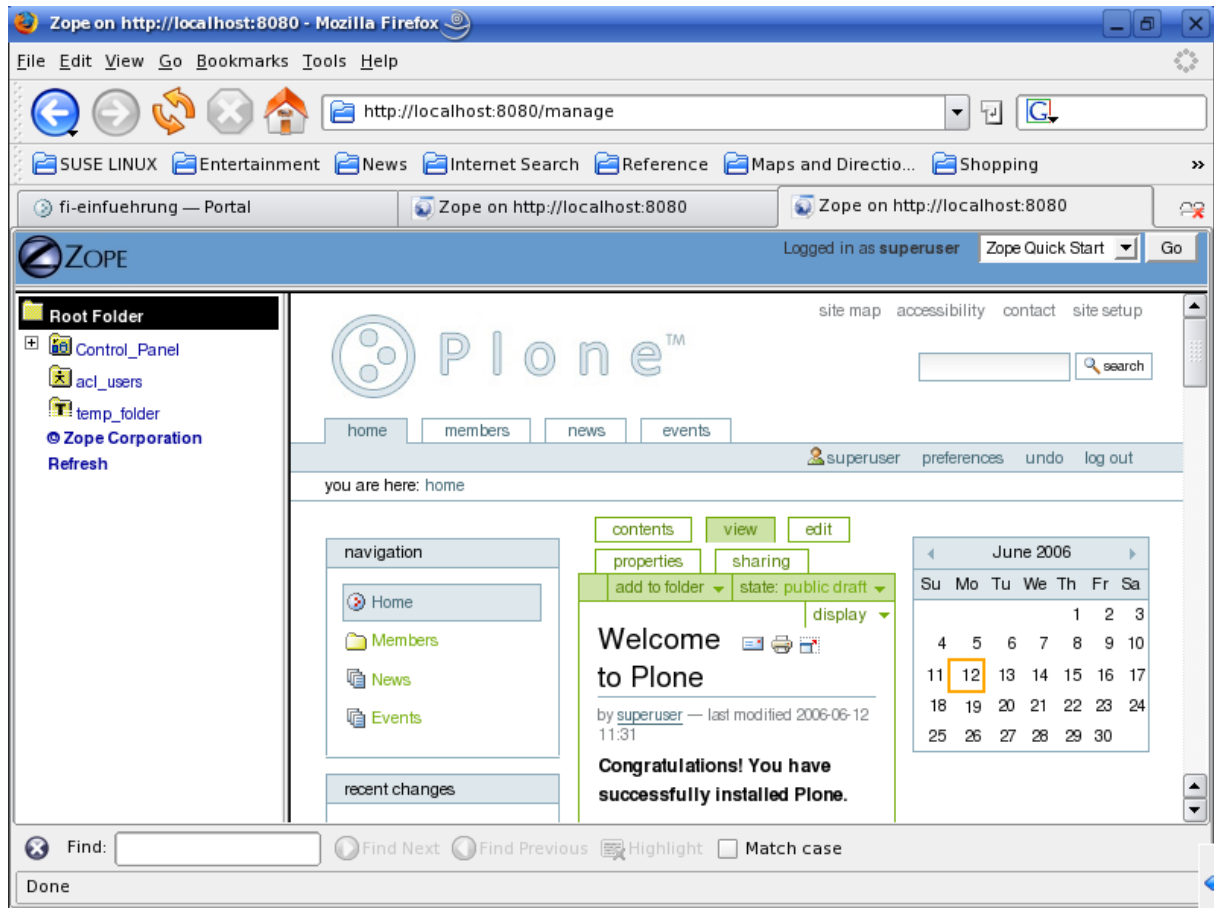 Zope on http://localhost:8080 - Mozilla Firefox
File Edit View Go Bookmarks Tools Help
http://localhost:8080/manage
G
SUSE LINUX Entertainment News Internet Search Reference Maps and Directio... Shopping »
fi-einfuehrung — Portal Zope on http://localhost:8080 Zope on http://localhost:8080
ZOPE Logged in as superuser Zope Quick Start Go
Root Folder
Control_Panel
acl_users
temp_folder
© Zope Corporation
Refresh
site map accessibility contact site setup
Plone™
search
home members news events
superuser preferences undo log out
you are here: home
navigation
Home
Members
News
Events
recent changes
contents view edit
properties sharing
add to folder state: public draft
display
Welcome
to Plone
by superuser — last modified 2006-06-12
11:31
Congratulations! You have
successfully installed Plone.
June 2006
Su Mo Tu We Th Fr Sa
1 2 3
4 5 6 7 8 9 10
11 12 13 14 15 16 17
18 19 20 21 22 23 24
25 26 27 28 29 30
Find: Find Next Find Previous Highlight Match case
Done